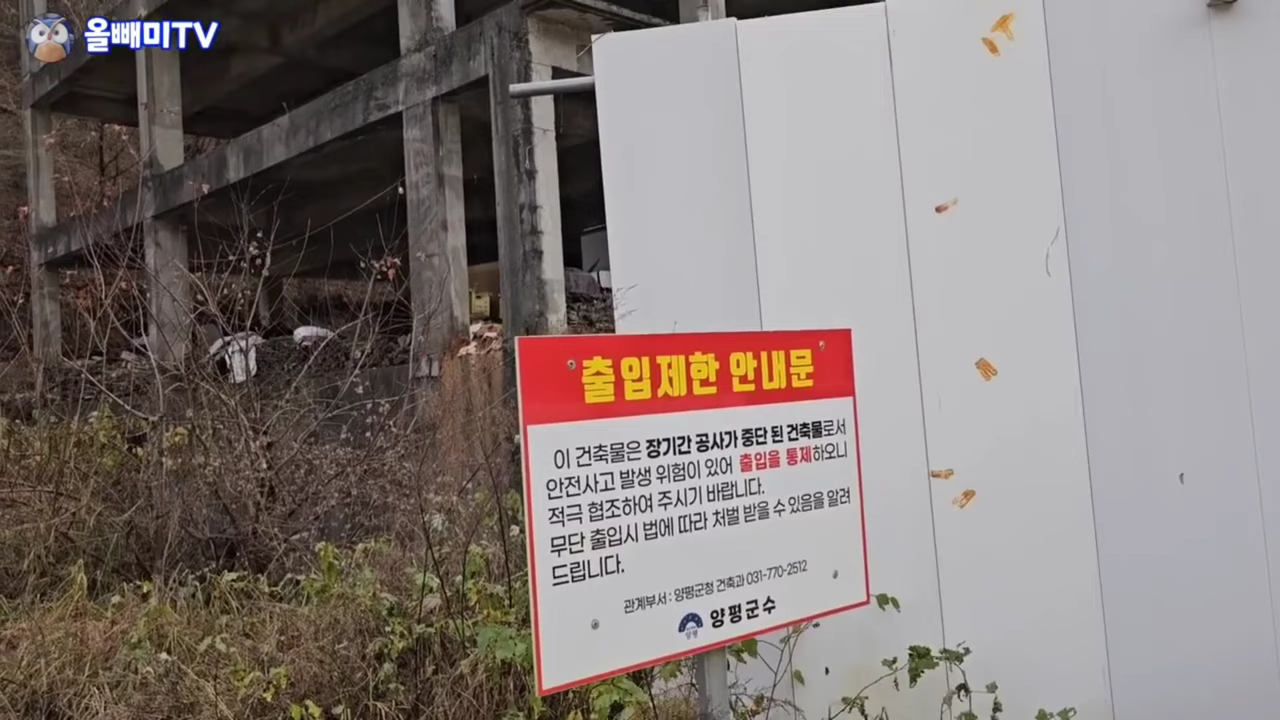 올빼미TV
출입제한 안내문
이 건축물은 장기간 공사가 중단 된 건축물로서
안전사고 발생 위험이 있어 출입을 통제하오니
적극 협조하여 주시기 바랍니다.
무단 출입시 법에 따라 처벌 받을 수 있음을 알려
드립니다.
관계부서 : 양평군청 건축과 031-770-2512
양평 양평군수